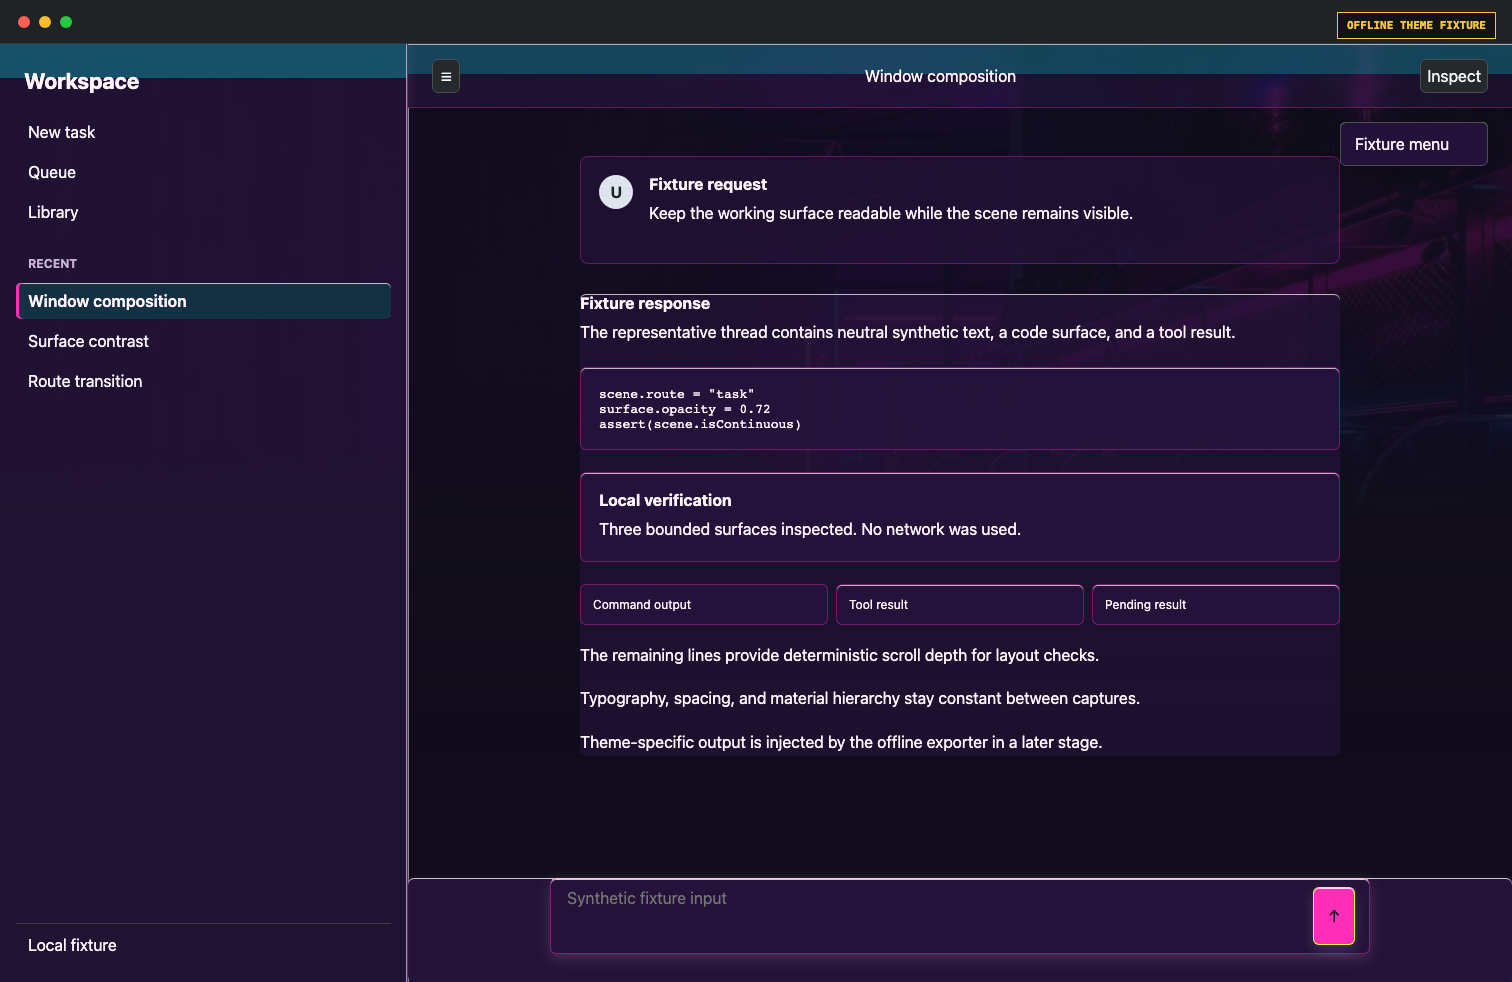 OFFLINE THEME FIXTURE
Workspace
New task
Queue
Library
RECENT
Window composition
Surface contrast
Route transition
Local fixture
Window composition
Inspect
Fixture menu
U
Fixture request
Keep the working surface readable while the scene remains visible.
Fixture response
The representative thread contains neutral synthetic text, a code surface, and a tool result.
scene.route = "task"
surface.opacity = 0.72
assert(scene.isContinuous)
Local verification
Three bounded surfaces inspected. No network was used.
Command output
Tool result
Pending result
The remaining lines provide deterministic scroll depth for layout checks.
Typography, spacing, and material hierarchy stay constant between captures.
Theme-specific output is injected by the offline exporter in a later stage.
Synthetic fixture input